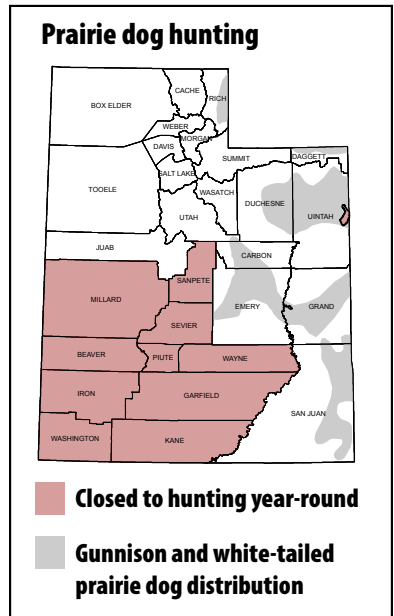 Prairie dog hunting
CACHE
RICH
BOX ELDER
WEBER
MORGAN
DAVIS
SUMMIT
DAGGETT
SALT LAKE
TOOELE
WASATCH
DUCHESNE
UTAH
UINTAH
JUAB
CARBON
SANPETE
MILLARD
EMERY
GRAND
SEVIER
BEAVER
PIUTE
WAYNE
IRON
GARFIELD
SAN JUAN
WASHINGTON
KANE
Closed to hunting year-round
Gunnison and white-tailed
prairie dog distribution